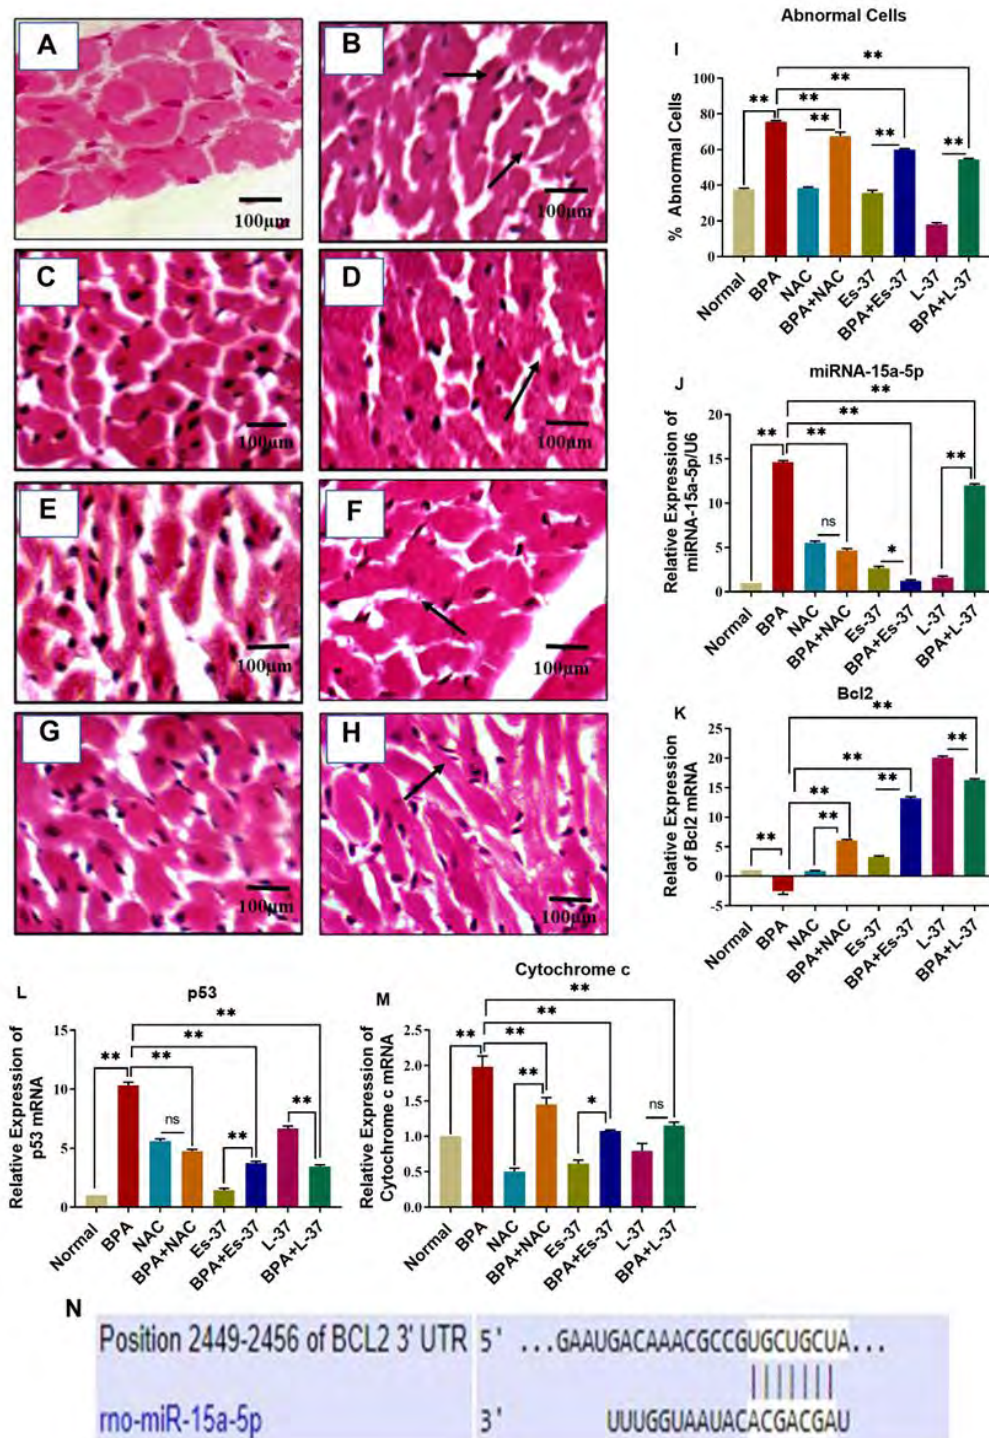 A
100μm
B
100μm
C
100μm
D
100μm
E
100μm
F
100μm
G
100μm
H
100μm
Abnormal Cells
I
% Abnormal Cells
100
80
60
40
20
0
**
**
**
**
**
**
**
Normal
BPA
NAC
BPA+NAC
Es-37
BPA+Es-37
L-37
BPA+L-37
miRNA-15a-5p
J
Relative Expression of
miRNA-15a-5p/U6
20
15
10
5
0
**
**
**
**
ns
*
**
Normal
BPA
NAC
BPA+NAC
Es-37
BPA+Es-37
L-37
BPA+L-37
Bcl2
K
Relative Expression
of Bcl2 mRNA
25
20
15
10
5
0
-5
**
**
**
**
**
**
**
Normal
BPA
NAC
BPA+NAC
Es-37
BPA+Es-37
L-37
BPA+L-37
L
p53
Relative Expression of
p53 mRNA
15
10
5
0
**
**
**
**
ns
**
**
Normal
BPA
NAC
BPA+NAC
Es-37
BPA+Es-37
L-37
BPA+L-37
Cytochrome c
M
Relative Expression of
Cytochrome c mRNA
2.5
2.0
1.5
1.0
0.5
0.0
**
**
**
**
**
*
ns
Normal
BPA
NAC
BPA+NAC
Es-37
BPA+Es-37
L-37
BPA+L-37
N
Position 2449-2456 of BCL2 3' UTR 5' ...GAAUGACAAACGCCGUGCUGCUA...
rno-miR-15a-5p 3' UUUGGUAAUACACGACGAU